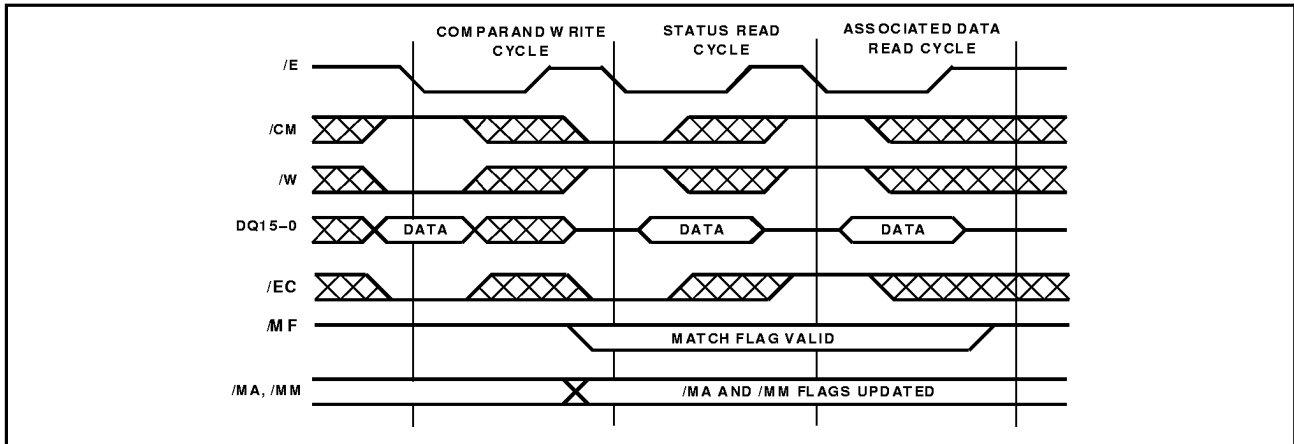 COMPARAND WRITE
CYCLE
STATUS READ
CYCLE
ASSOCIATED DATA
READ CYCLE
/E
/CM
/W
DQ15–0
DATA
DATA
DATA
/EC
/MF
MATCH FLAG VALID
/MA, /MM
/MA AND /MM FLAGS UPDATED